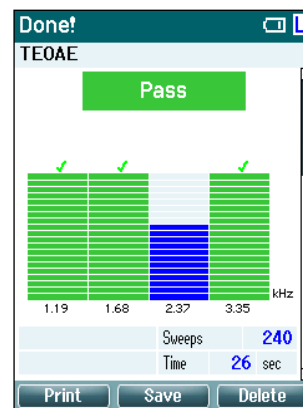 Done! L
TEOAE
Pass
kHz
1.19 1.68 2.37 3.35
Sweeps 240
Time 26 sec
Print Save Delete